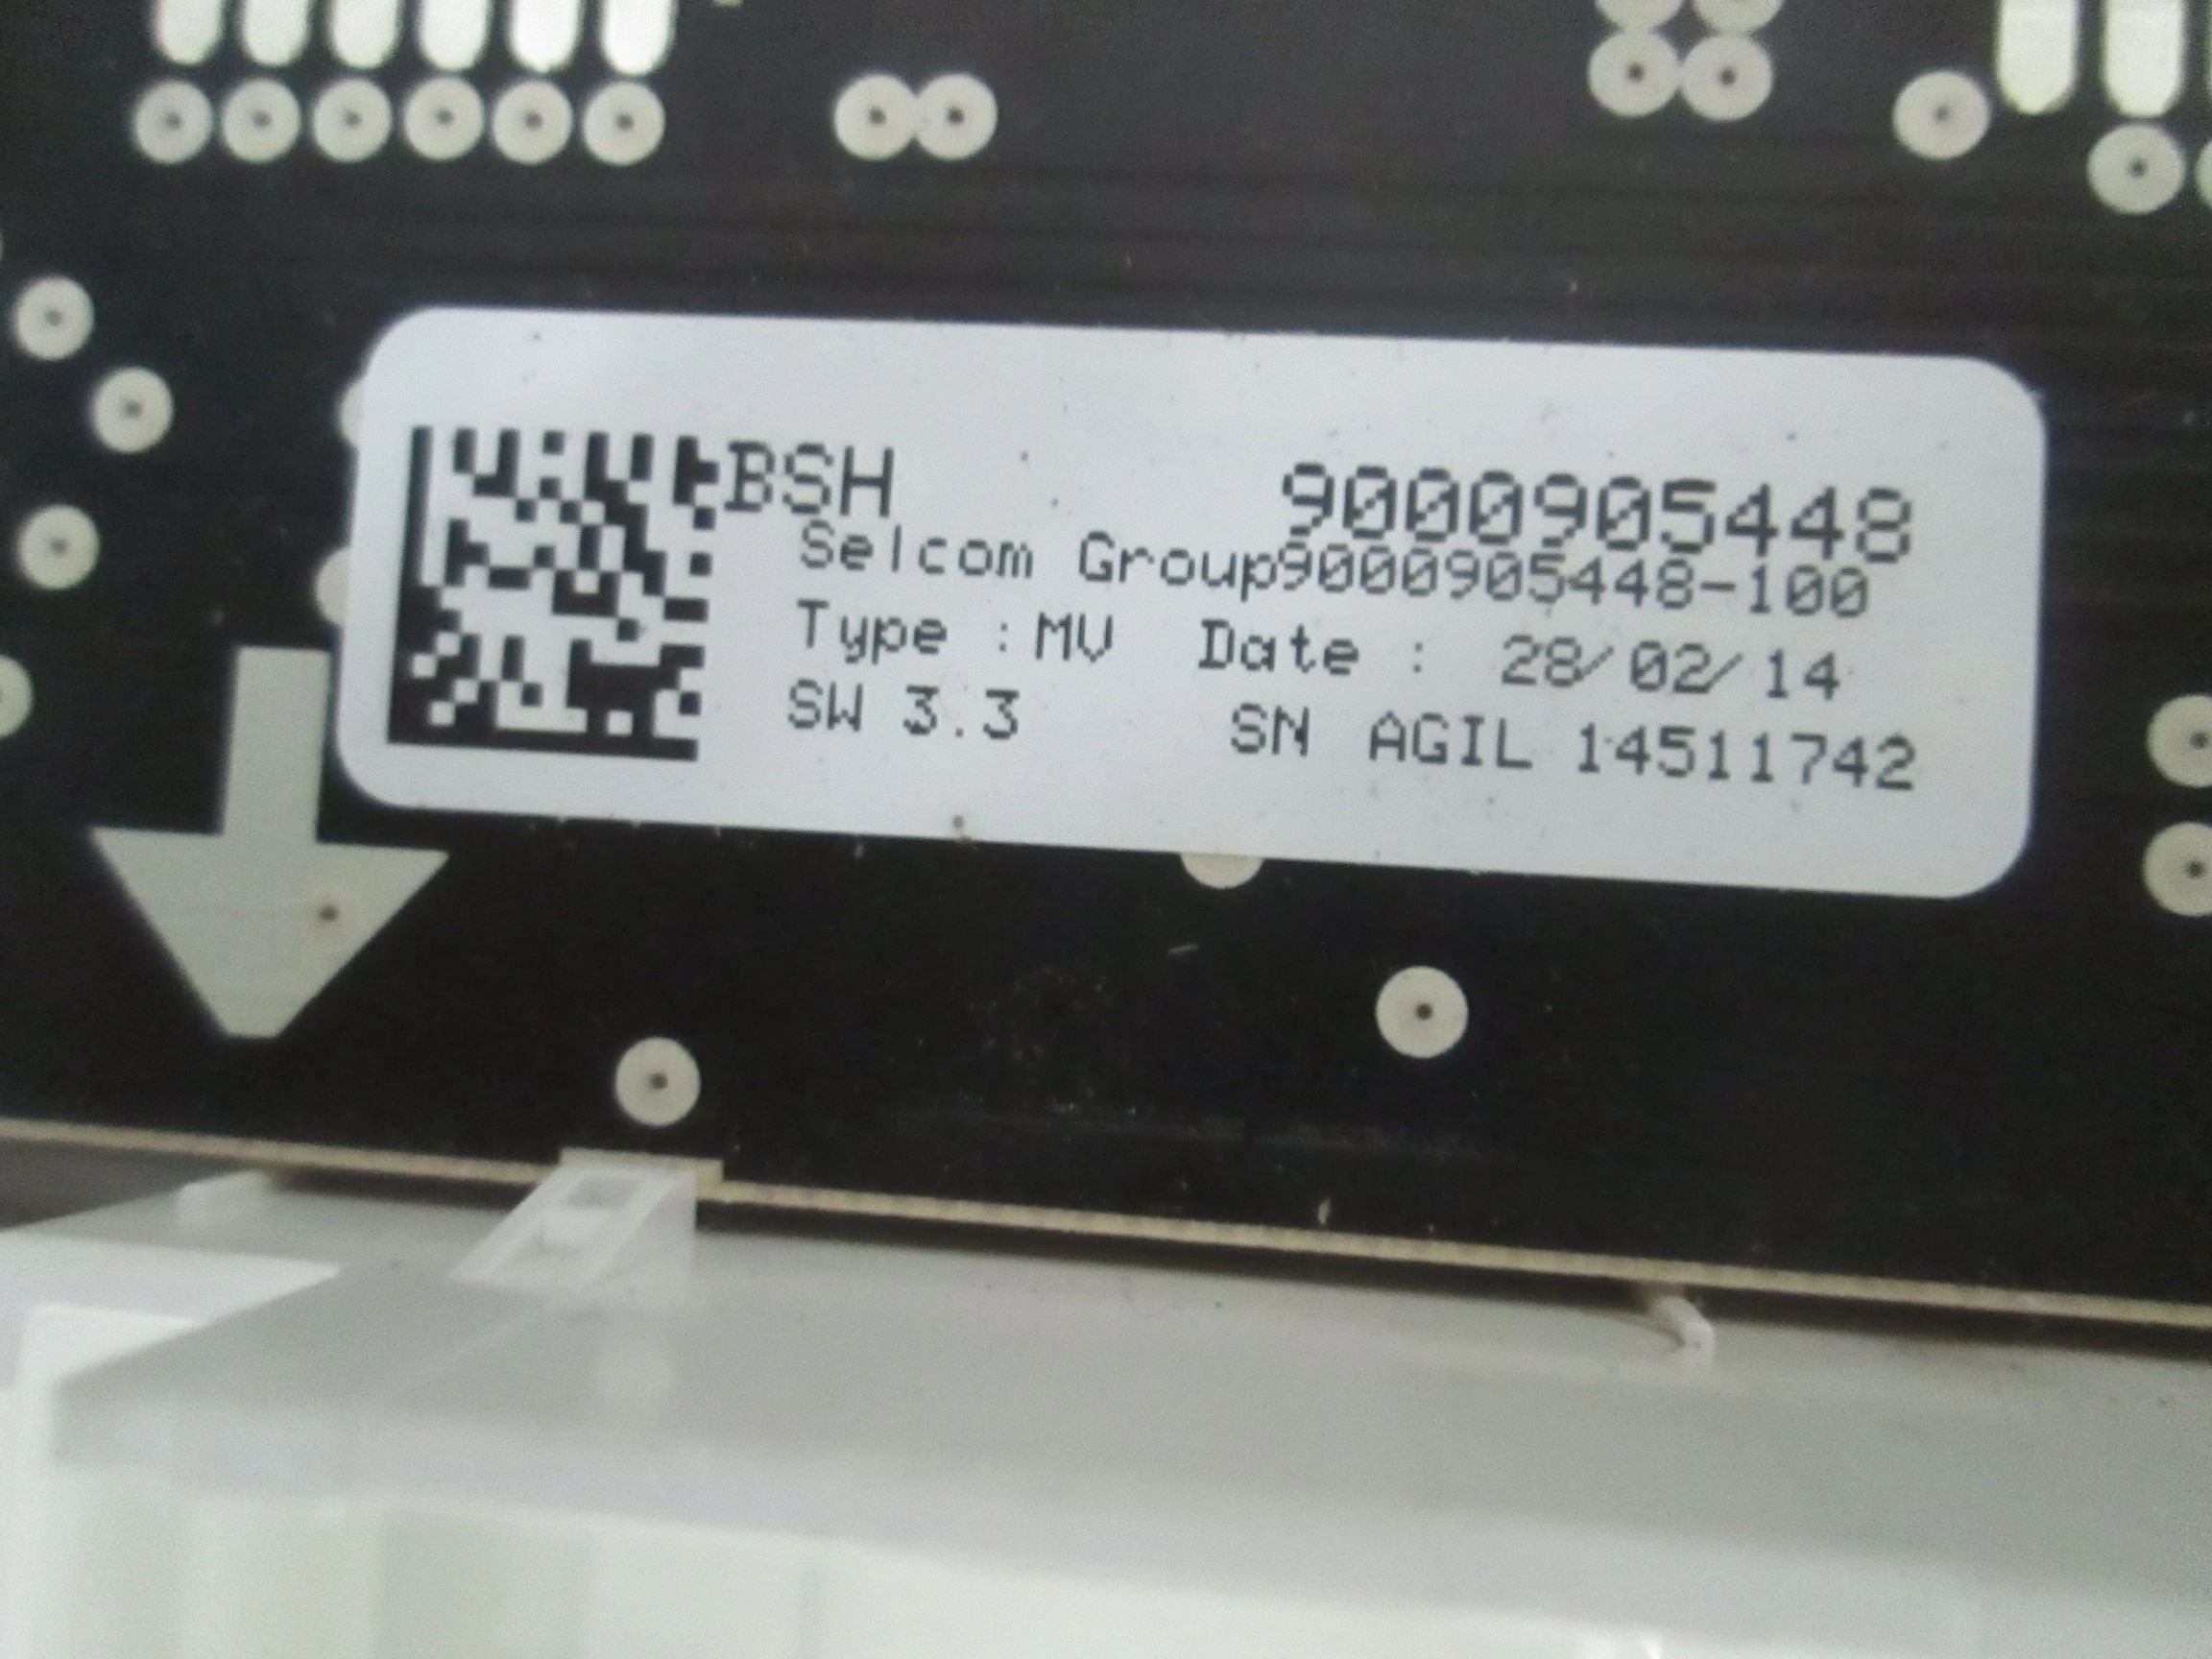 BSH 9000905448
Selcom Group9000905448-100
Type :MV Date : 28/02/14
SW 3.3 SN AGIL 14511742